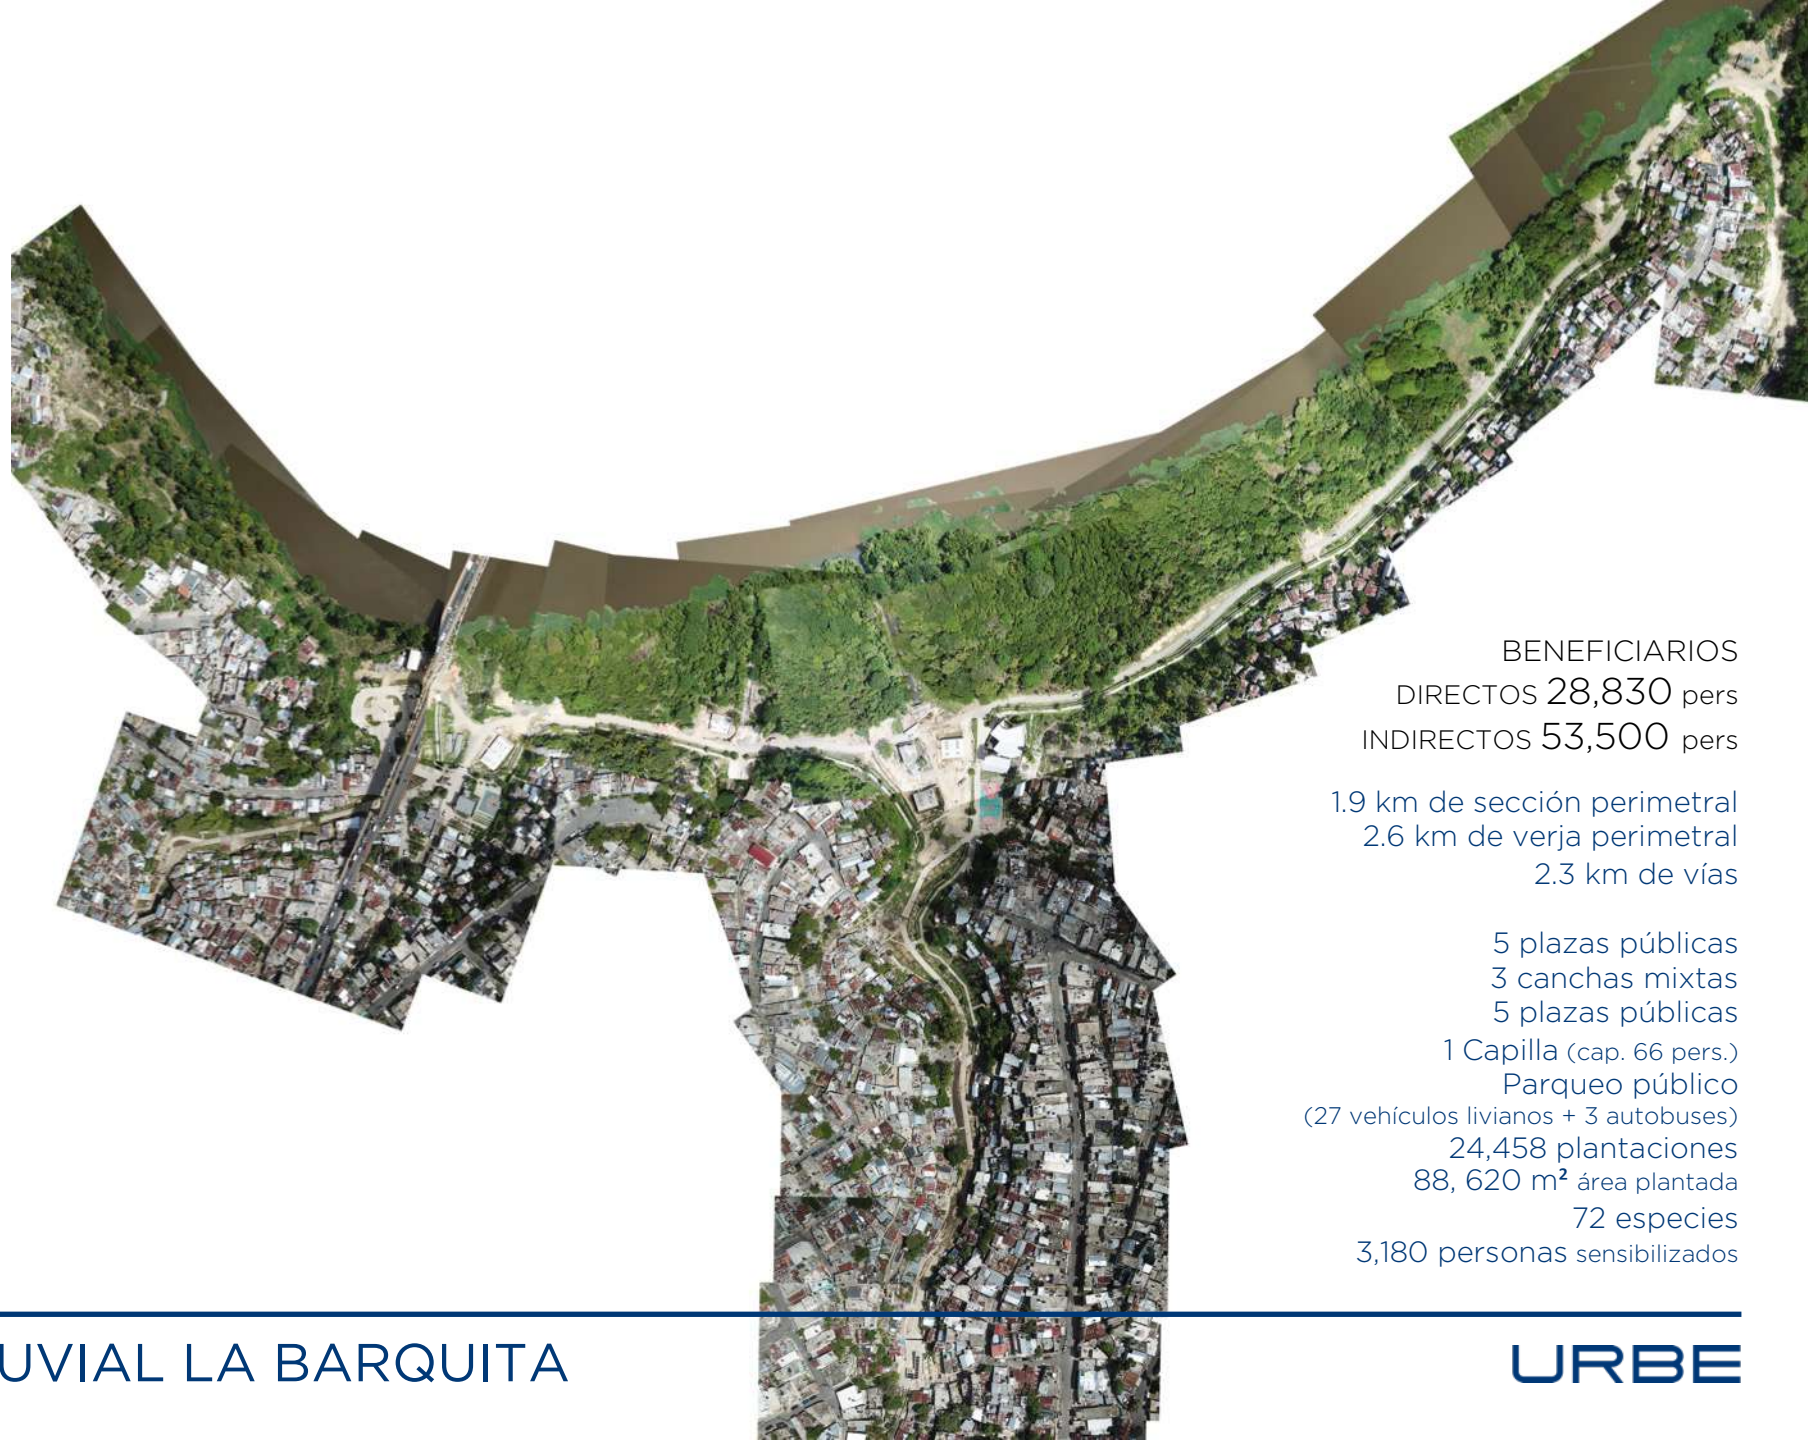 BENEFICIARIOS
DIRECTOS 28,830 pers
INDIRECTOS 53,500 pers
1.9 km de sección perimetral
2.6 km de verja perimetral
2.3 km de vías
5 plazas públicas
3 canchas mixtas
5 plazas públicas
1 Capilla (cap. 66 pers.)
Parqueo público
(27 vehículos livianos + 3 autobuses)
24,458 plantaciones
88, 620 m² área plantada
72 especies
3,180 personas sensibilizados
UVIAL LA BARQUITA
URBE